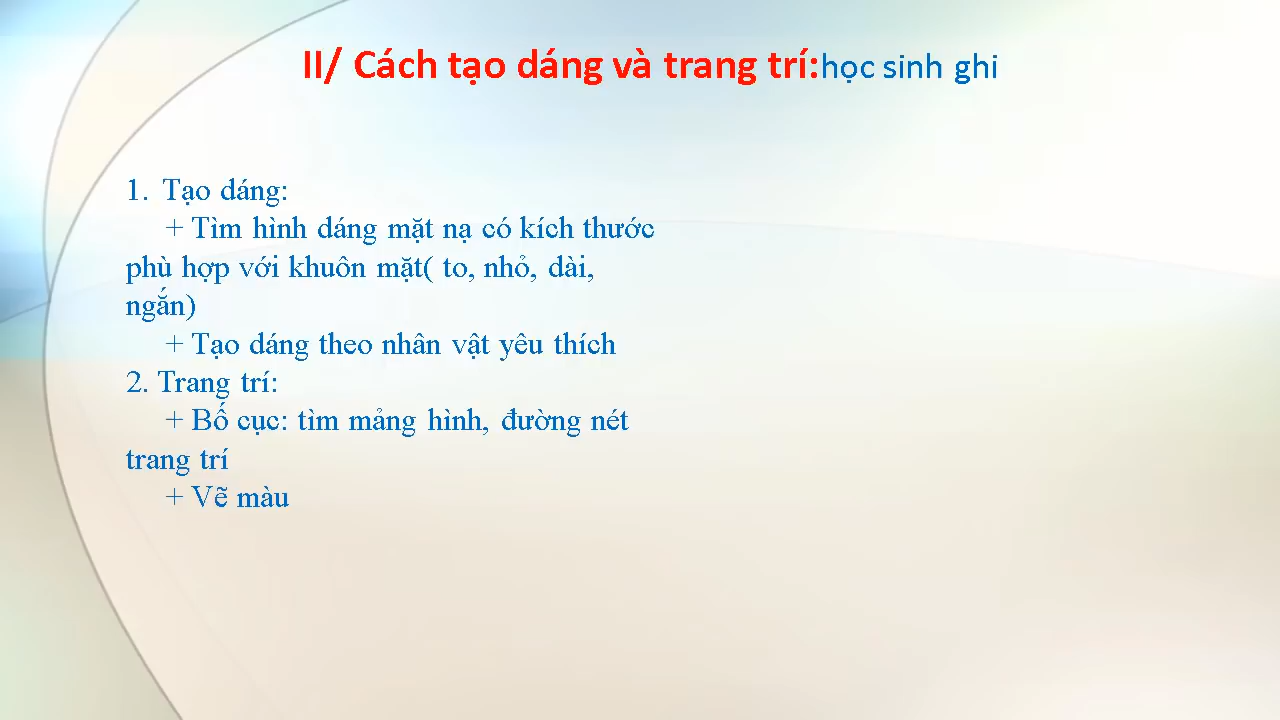 II/ Cách tạo dáng và trang trí:học sinh ghi
1. Tạo dáng:
+ Tìm hình dáng mặt nạ có kích thước
phù hợp với khuôn mặt( to, nhỏ, dài,
ngắn)
+ Tạo dáng theo nhân vật yêu thích
2. Trang trí:
+ Bố cục: tìm mảng hình, đường nét
trang trí
+ Vẽ màu